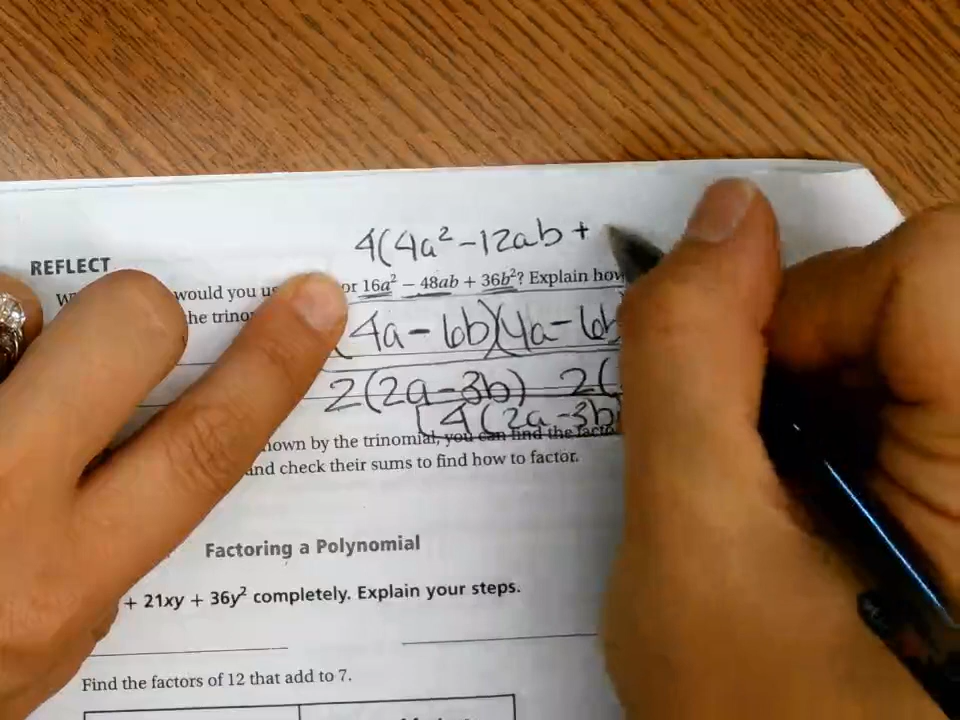 4(4a² - 12ab +
REFLECT
would you us or 16a² − 48ab + 36b²? Explain how
the trino
(4a - 6b)(4a - 6b
2(2a - 3b) 2(
4(2a - 3b
nown by the trinomial, you can find the facto
and check their sums to find how to factor.
Factoring a Polynomial
+ 21xy + 36y² completely. Explain your steps.
Find the factors of 12 that add to 7.